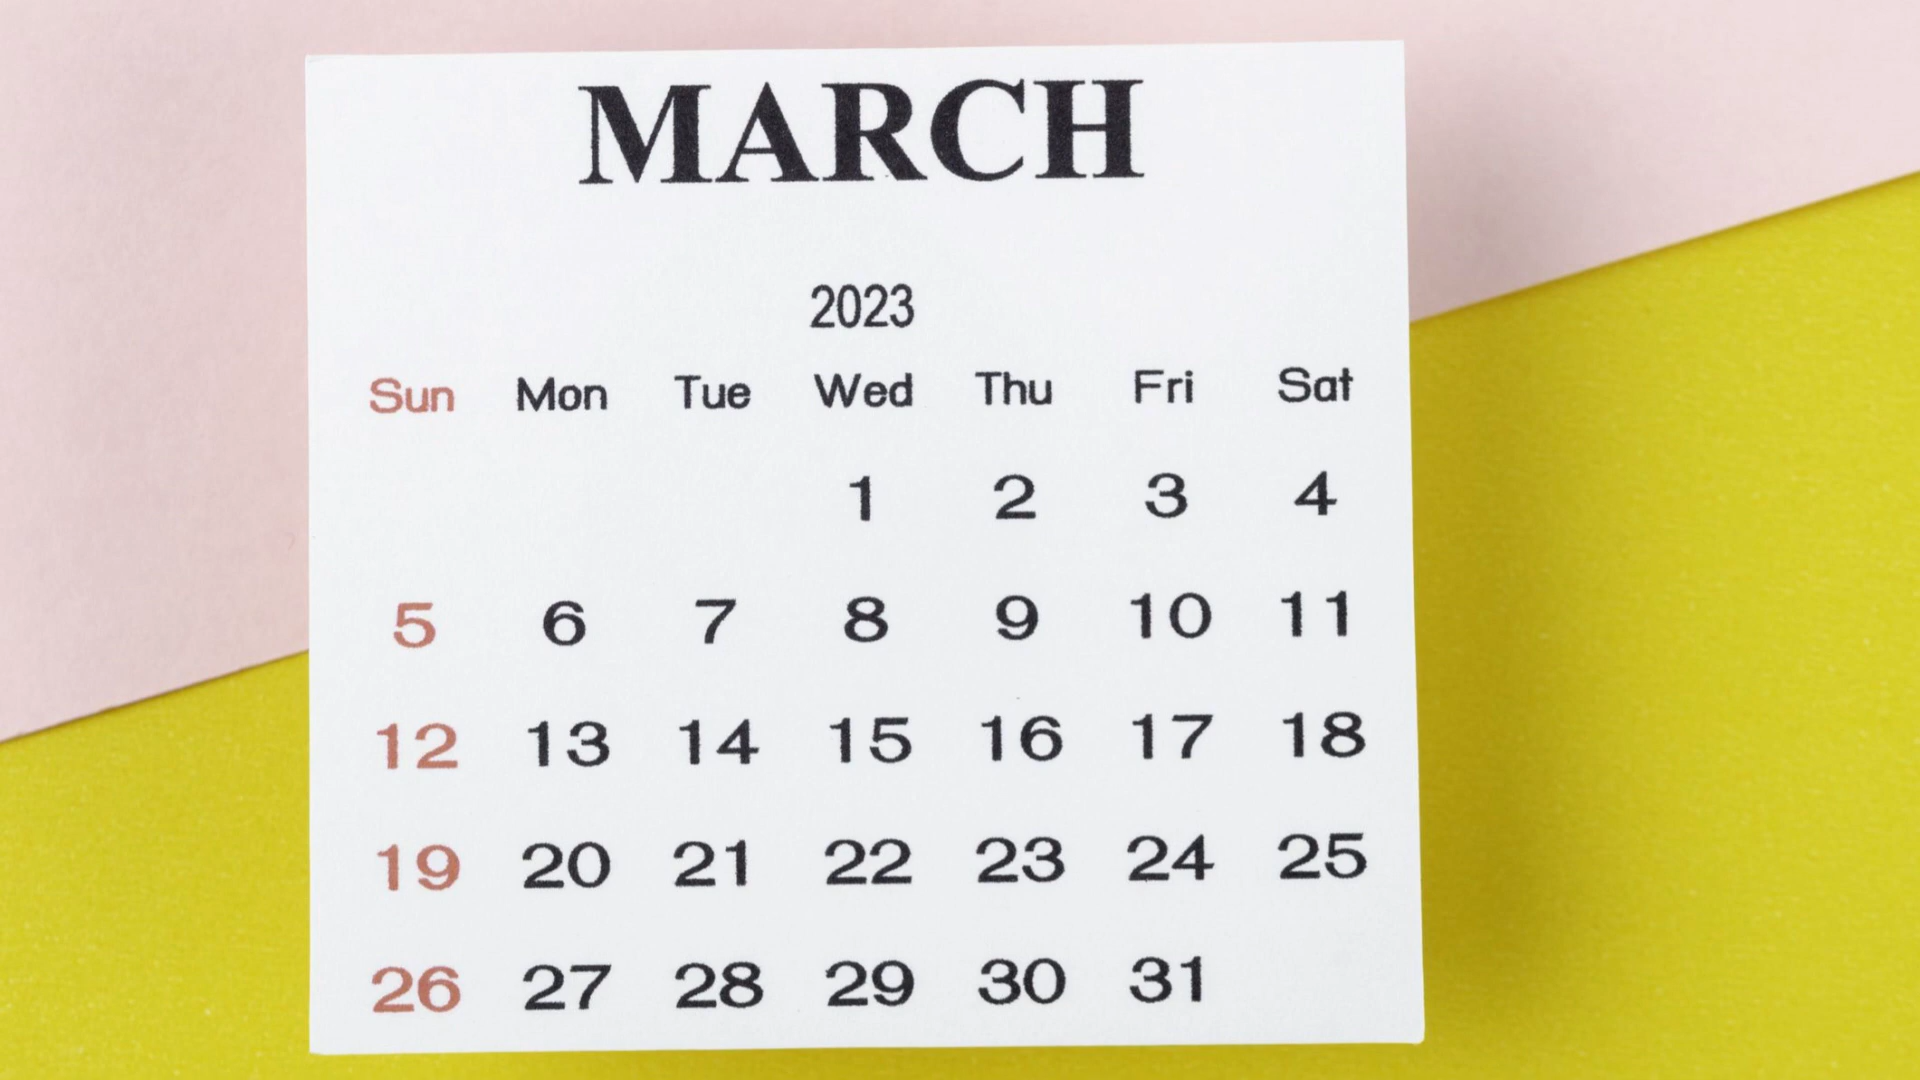 MARCH
2023
Sun Mon Tue Wed Thu Fri Sat
1 2 3 4
5 6 7 8 9 10 11
12 13 14 15 16 17 18
19 20 21 22 23 24 25
26 27 28 29 30 31